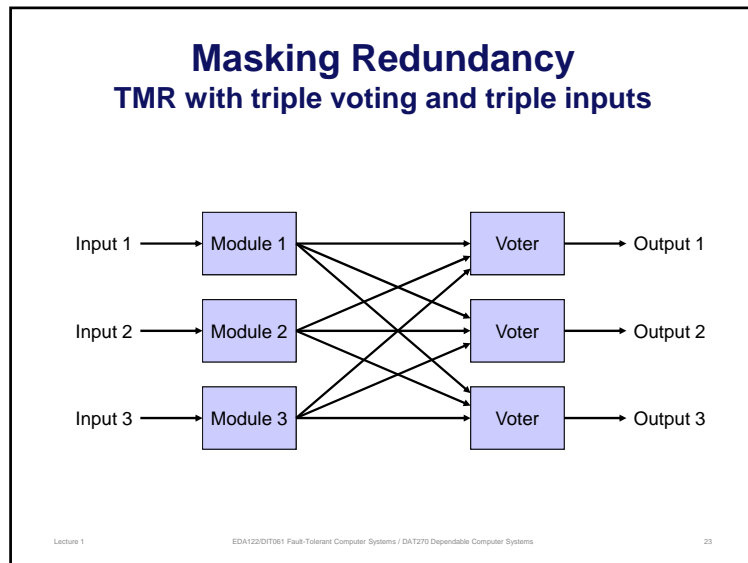 Masking Redundancy
TMR with triple voting and triple inputs
Input 1 Module 1 Voter Output 1
Input 2 Module 2 Voter Output 2
Input 3 Module 3 Voter Output 3
Lecture 1 EDA122/DIT061 Fault-Tolerant Computer Systems / DAT270 Dependable Computer Systems 23